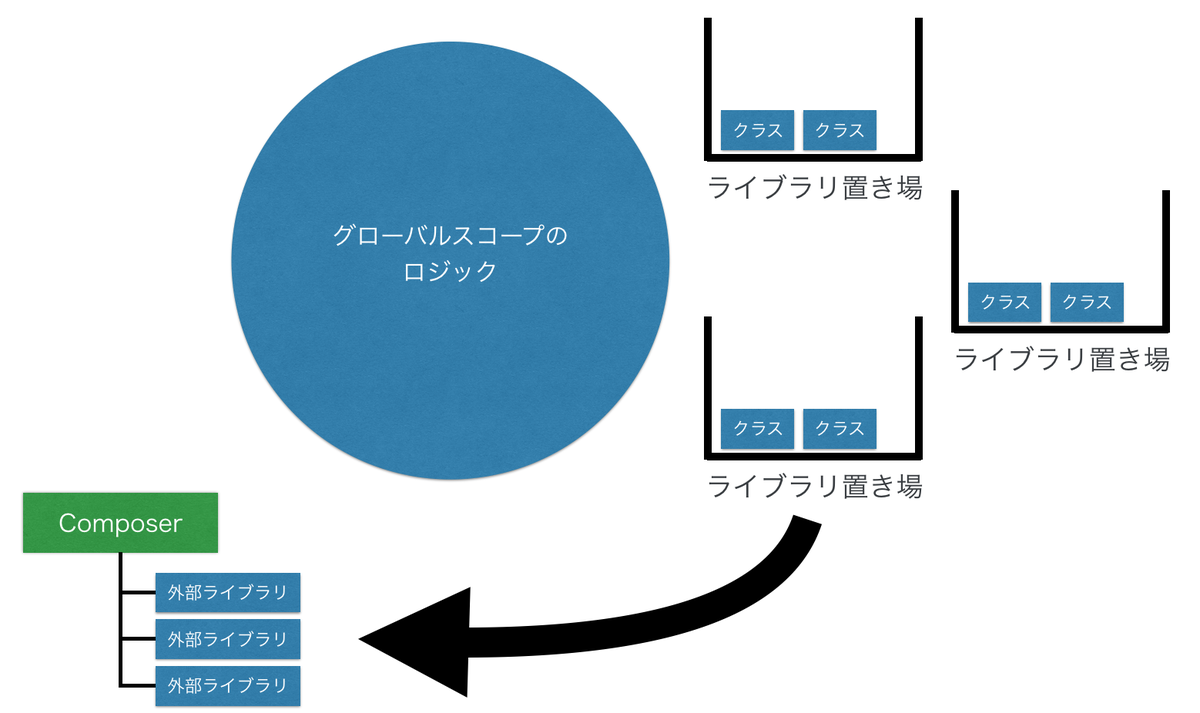 グローバルスコープの
ロジック
クラス
クラス
ライブラリ置き場
クラス
クラス
ライブラリ置き場
クラス
クラス
ライブラリ置き場
Composer
外部ライブラリ
外部ライブラリ
外部ライブラリ